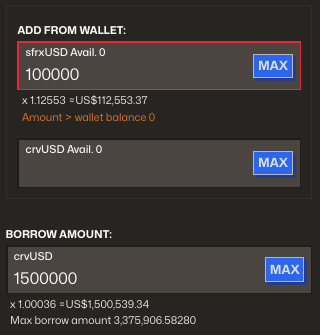 ADD FROM WALLET:
sfrxUSD Avail. 0
100000
MAX
x 1.12553 ≈US$112,553.37
Amount > wallet balance 0
crvUSD Avail. 0
MAX
BORROW AMOUNT:
crvUSD
1500000
MAX
x 1.00036 ≈US$1,500,539.34
Max borrow amount 3,375,906.58280